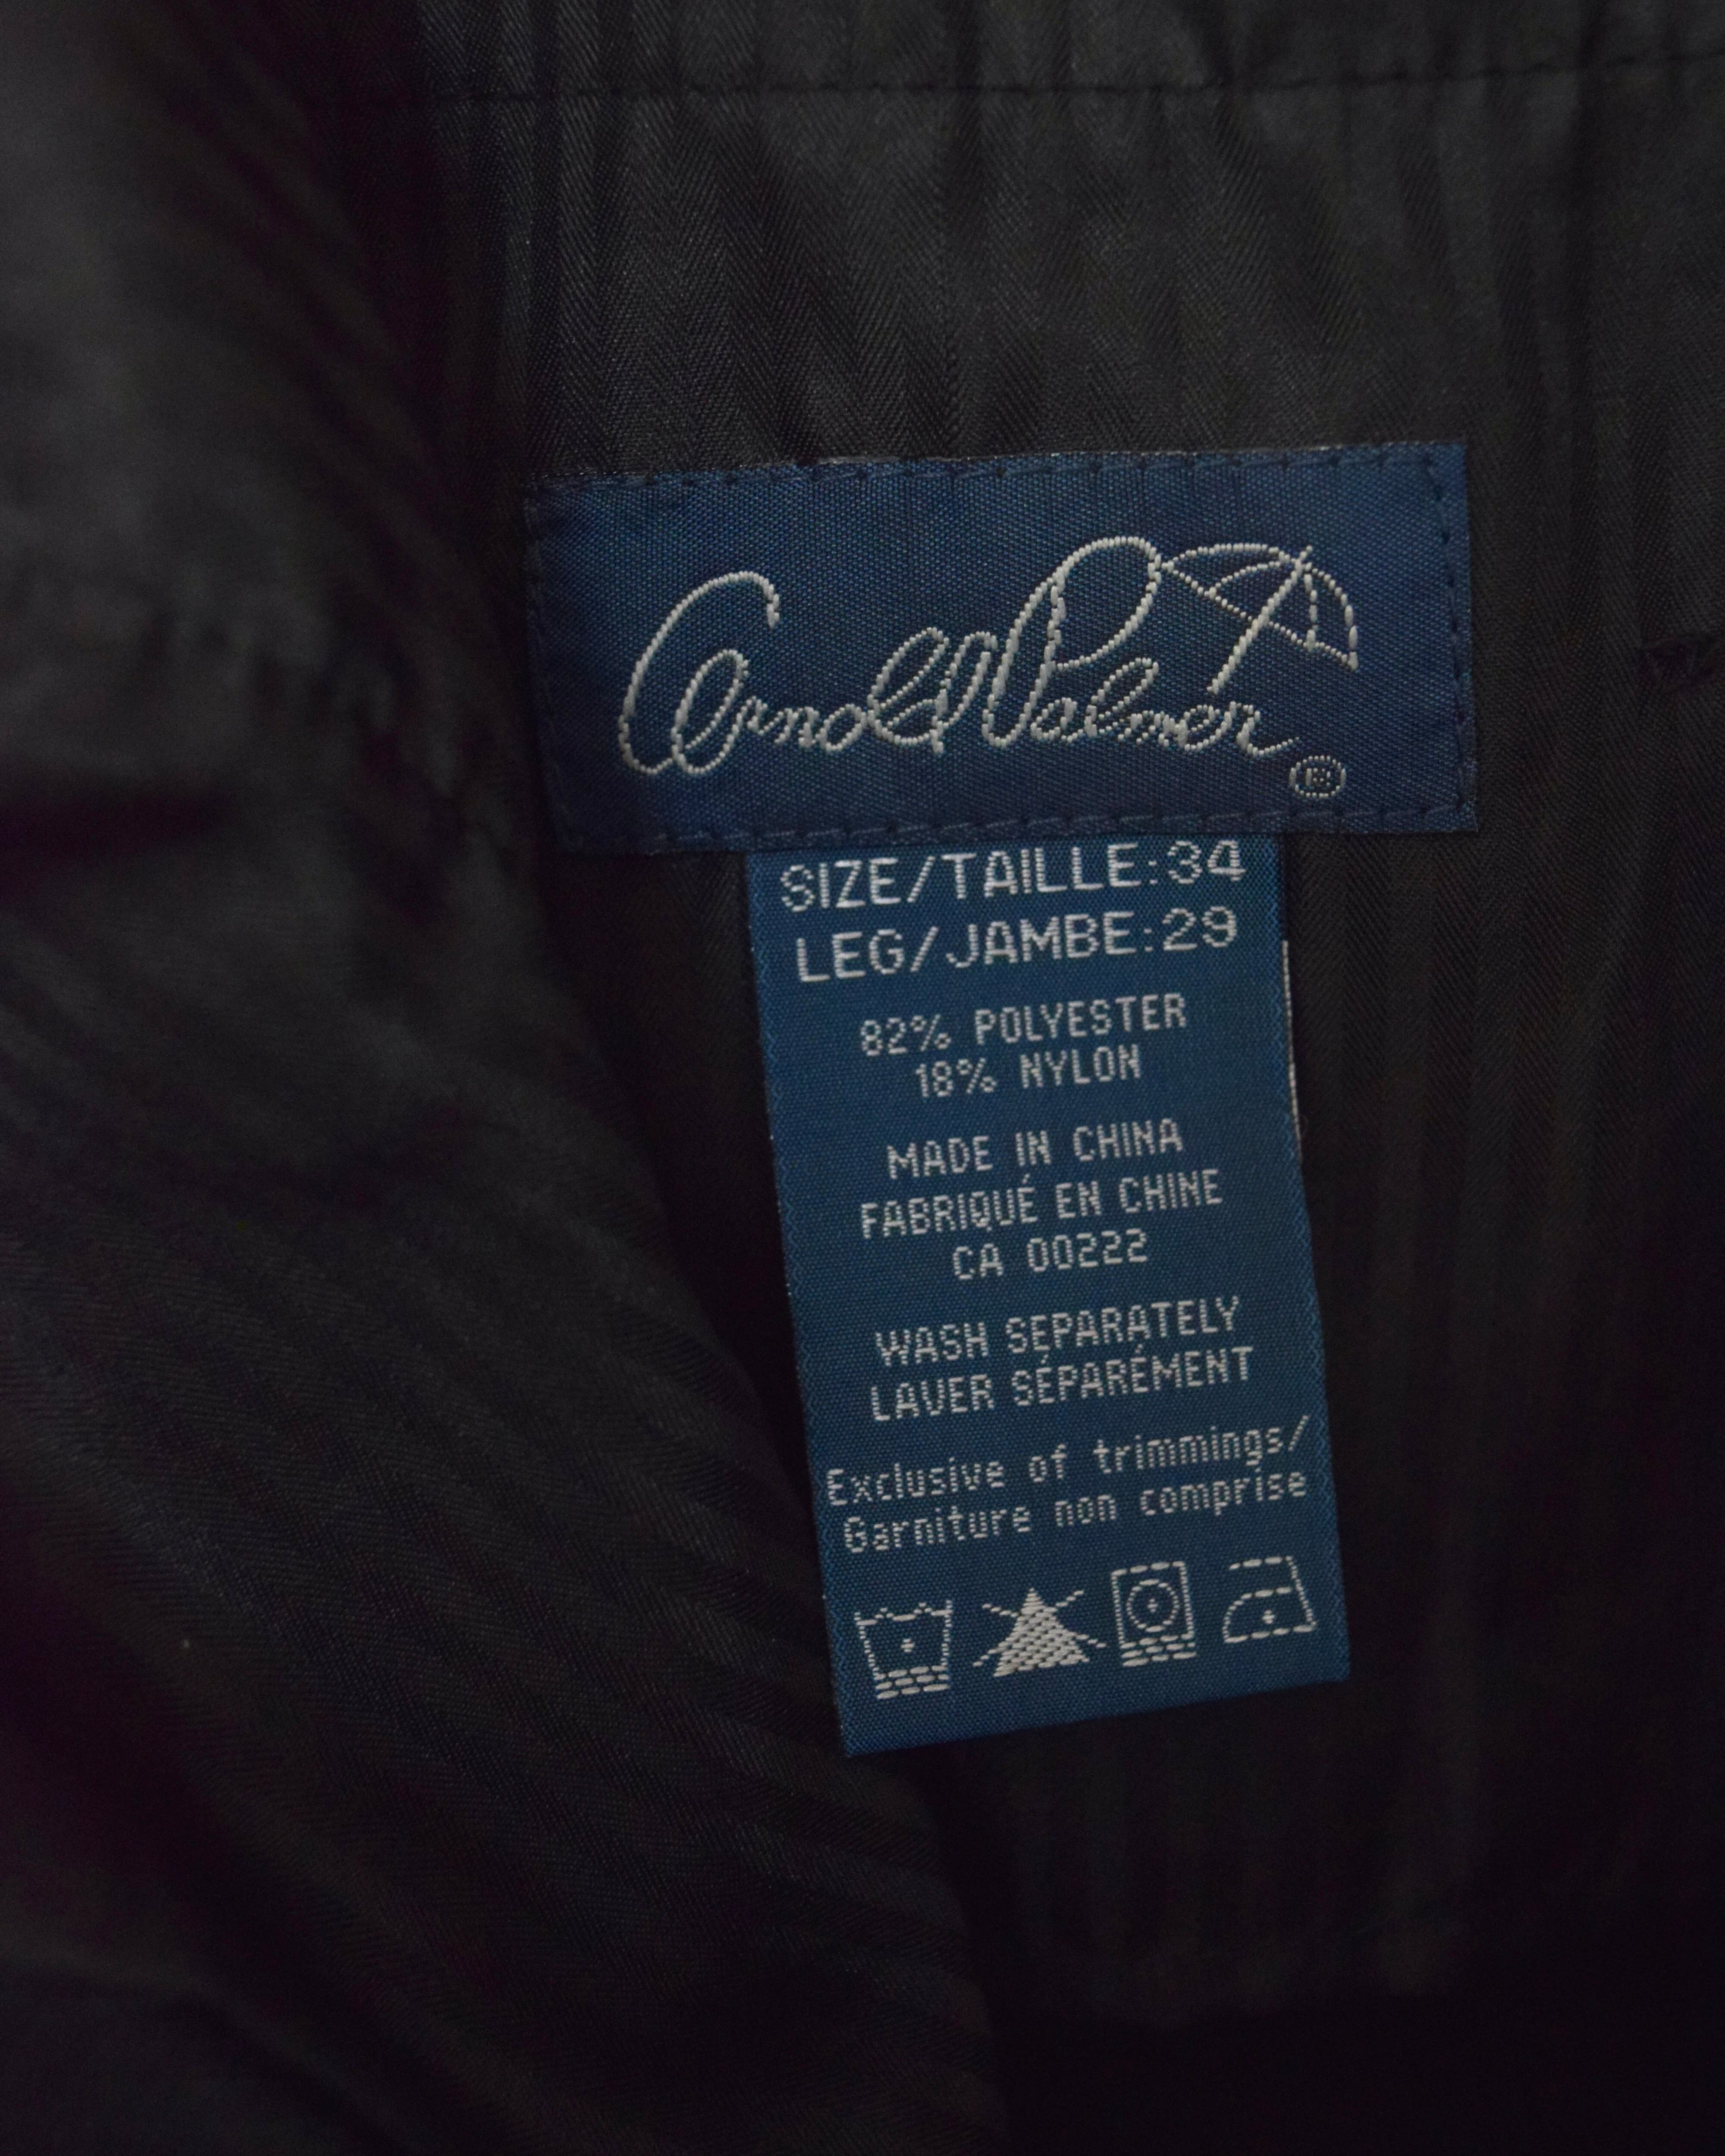 Arnold Palmer
®
SIZE/TAILLE:34
LEG/JAMBE:29
82% POLYESTER
18% NYLON
MADE IN CHINA
FABRIQUÉ EN CHINE
CA 00222
WASH SEPARATELY
LAVER SÉPARÉMENT
Exclusive of trimmings/
Garniture non comprise